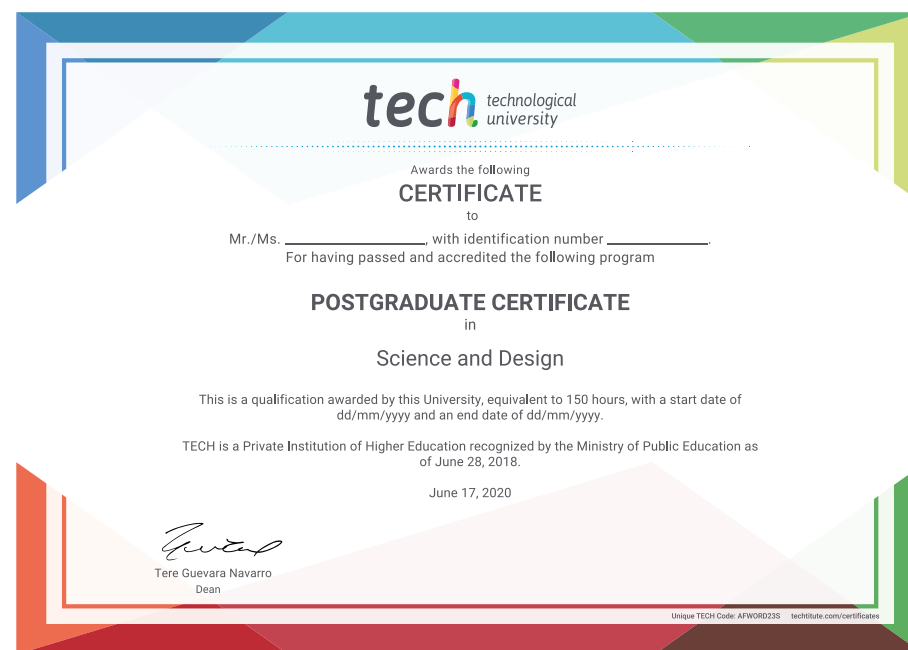 tech technological
university
Awards the following
CERTIFICATE
to
Mr./Ms. ____________________, with identification number _______________.
For having passed and accredited the following program
POSTGRADUATE CERTIFICATE
in
Science and Design
This is a qualification awarded by this University, equivalent to 150 hours, with a start date of
dd/mm/yyyy and an end date of dd/mm/yyyy.
TECH is a Private Institution of Higher Education recognized by the Ministry of Public Education as
of June 28, 2018.
June 17, 2020
Tere Guevara Navarro
Dean
Unique TECH Code: AFWORD23S techtitute.com/certificates